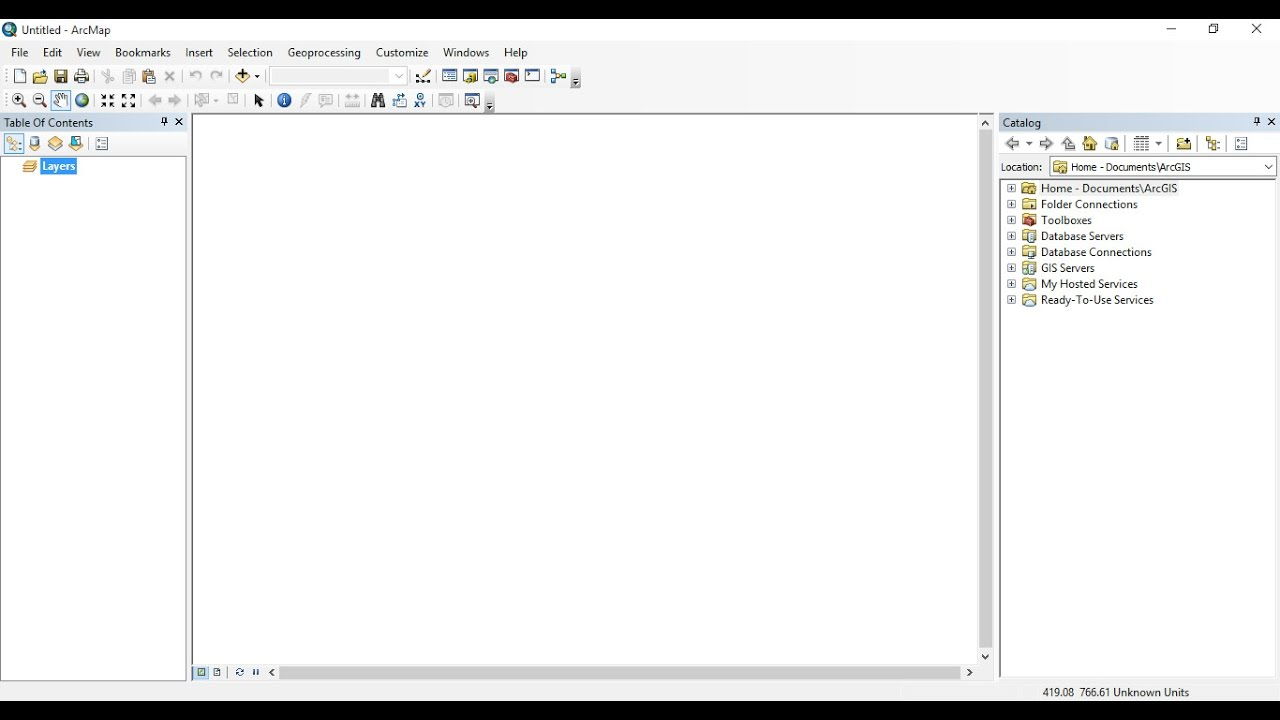 Untitled - ArcMap
File Edit View Bookmarks Insert Selection Geoprocessing Customize Windows Help
XY
Table Of Contents
Layers
Catalog
Location: Home - Documents\ArcGIS
Home - Documents\ArcGIS
Folder Connections
Toolboxes
Database Servers
Database Connections
GIS Servers
My Hosted Services
Ready-To-Use Services
419.08 766.61 Unknown Units